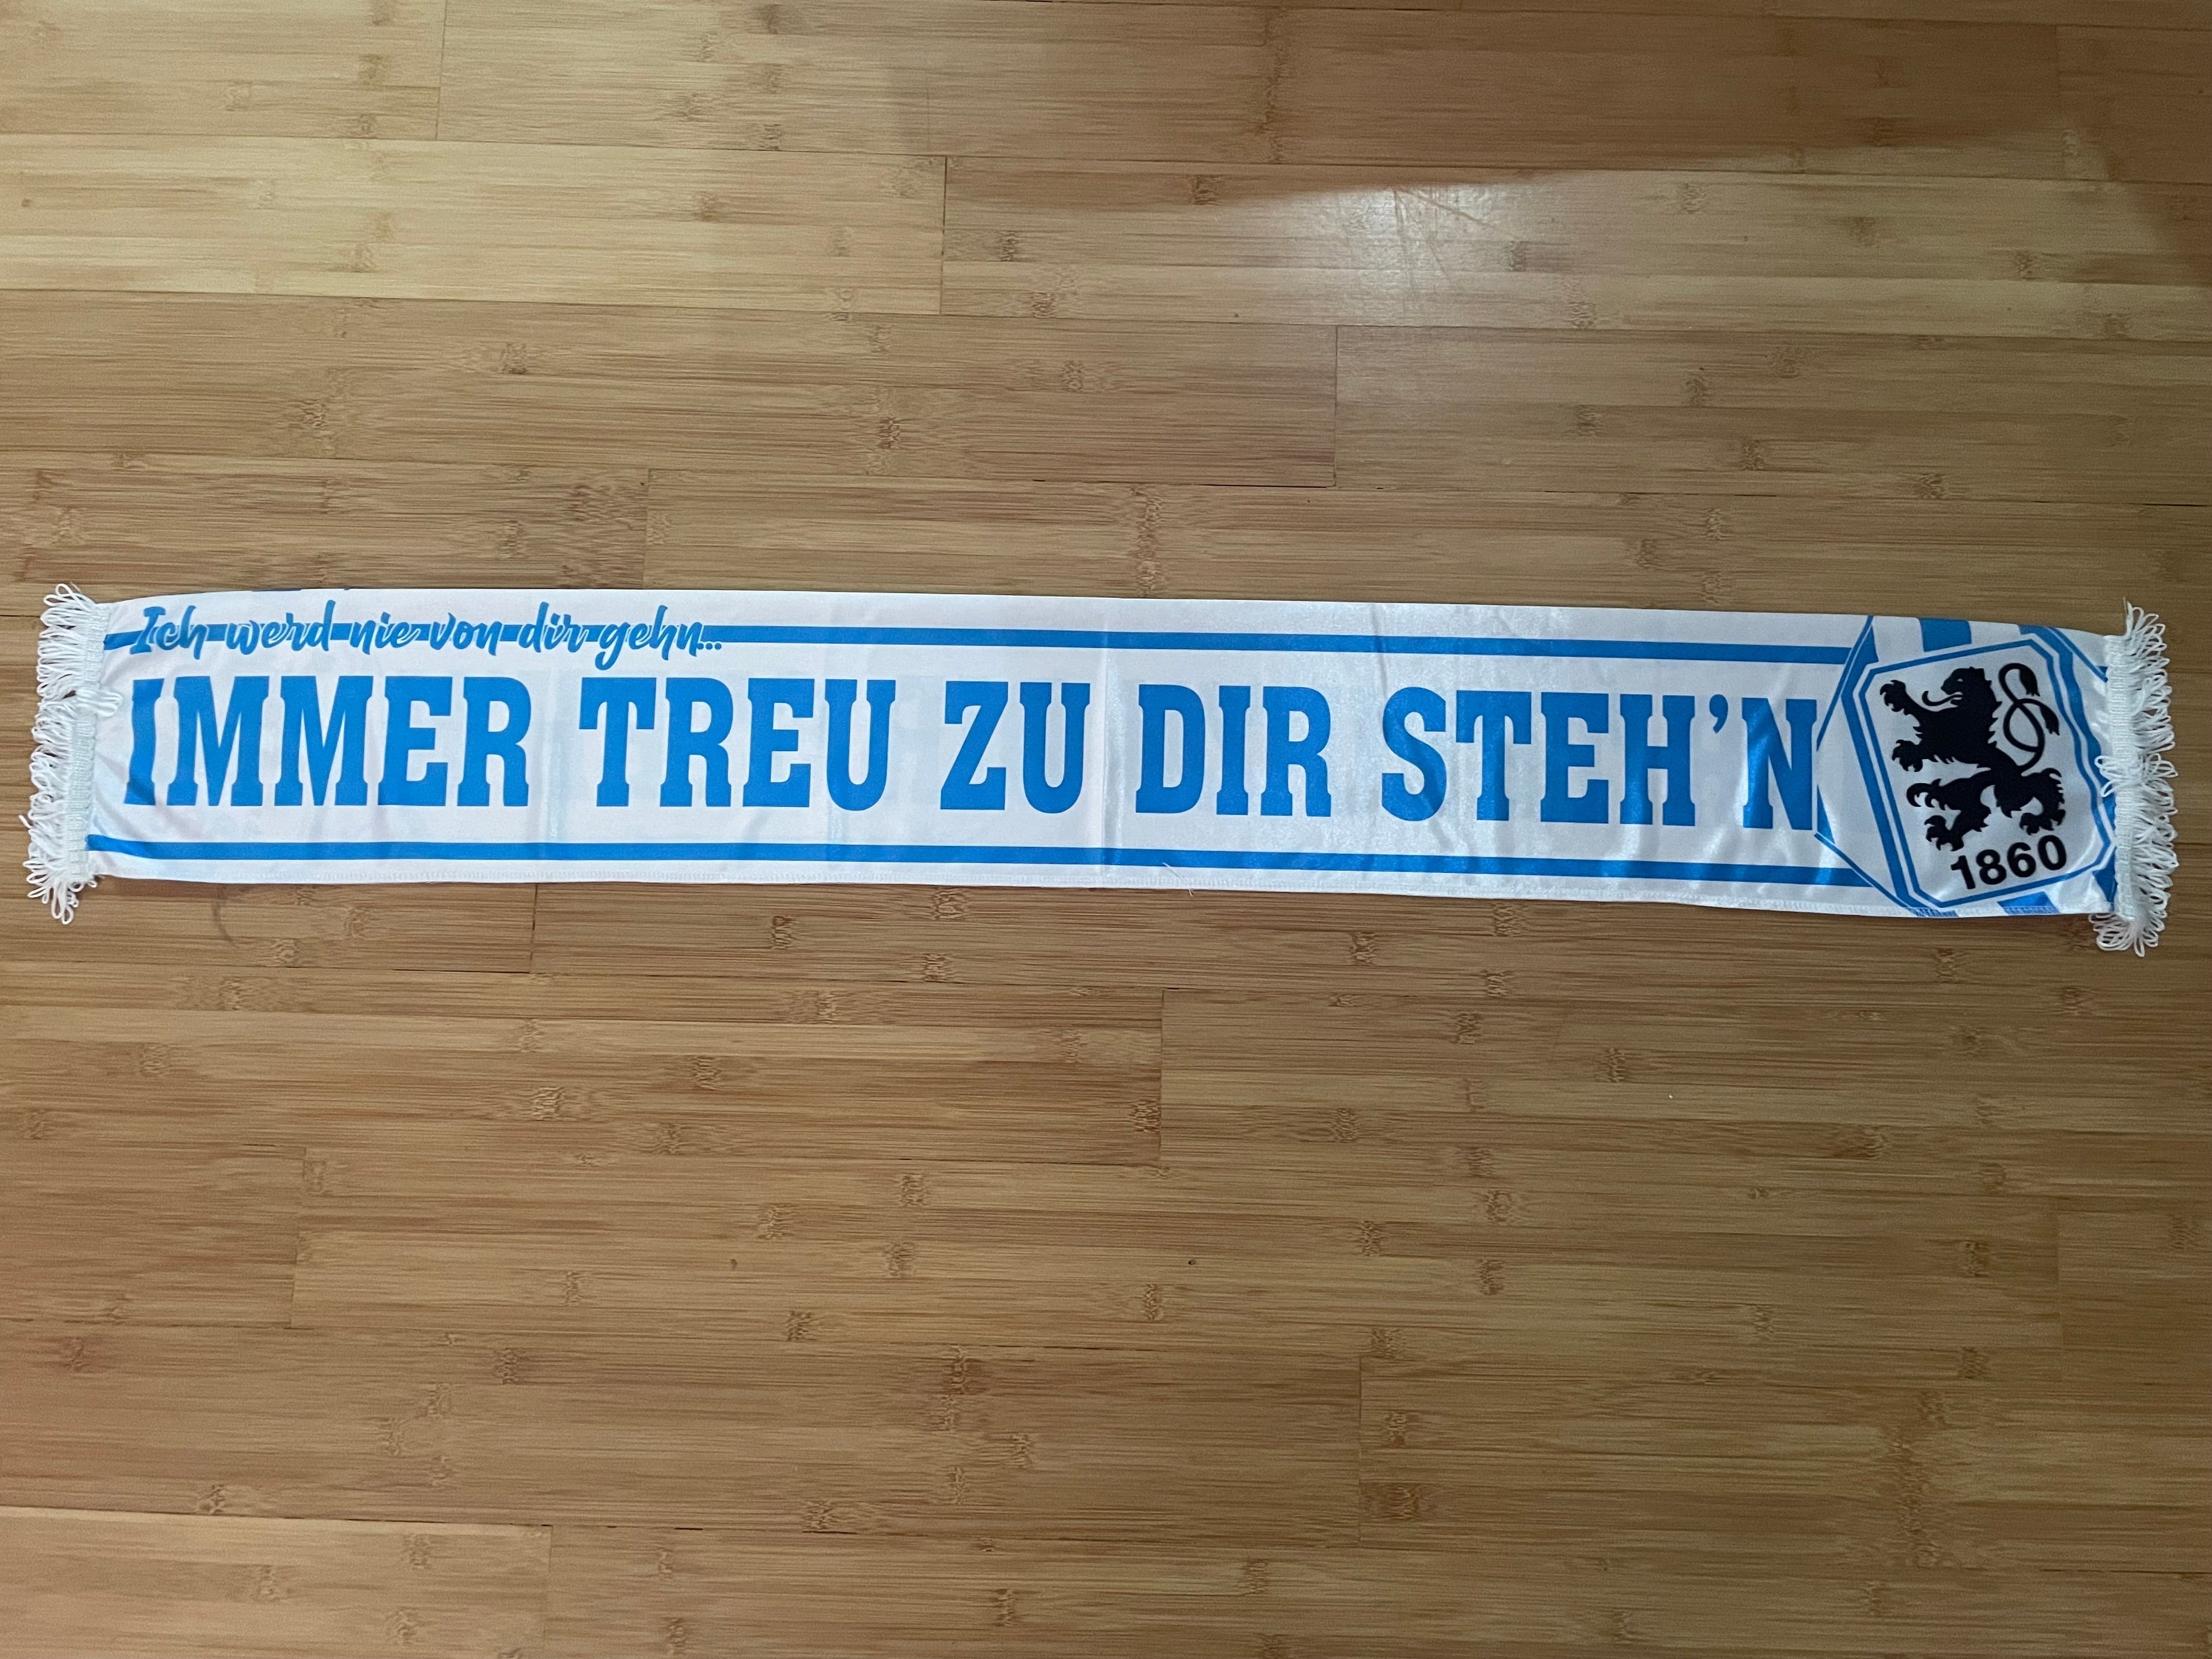 Ich werd nie von dir gehn...
IMMER TREU ZU DIR STEH'N
1860